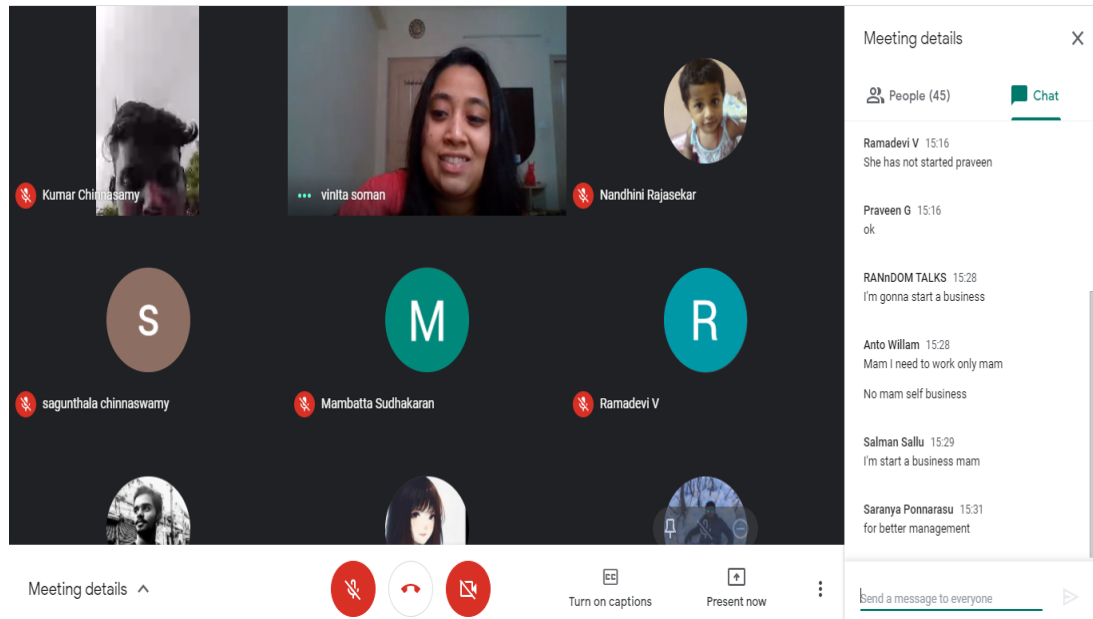 Kumar Chinnasamy
vinIta soman
Nandhini Rajasekar
S
M
R
sagunthala chinnaswamy
Mambatta Sudhakaran
Ramadevi V
Meeting details
CC
Turn on captions
Present now
Meeting details
People (45)
Chat
Ramadevi V 15:16
She has not started praveen
Praveen G 15:16
ok
RANnDOM TALKS 15:28
I'm gonna start a business
Anto Willam 15:28
Mam I need to work only mam
No mam self business
Salman Sallu 15:29
I'm start a business mam
Saranya Ponnarasu 15:31
for better management
Send a message to everyone